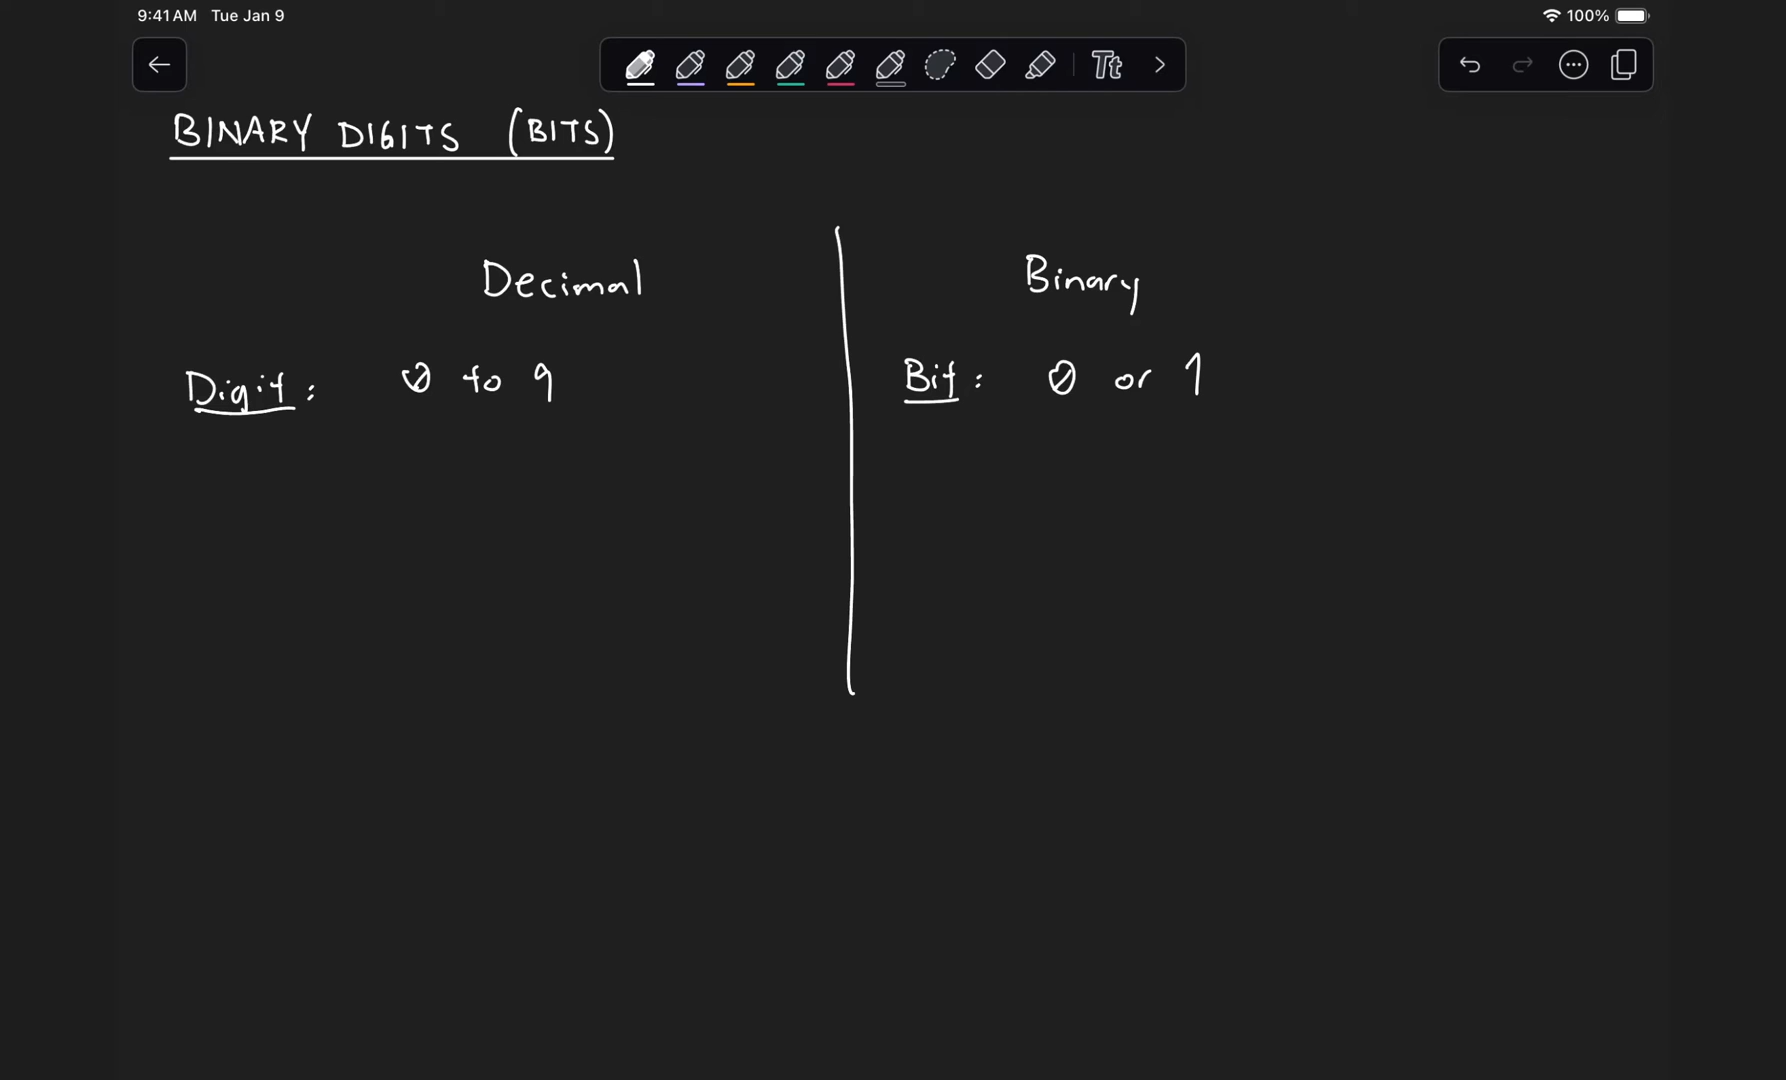 9:41 AM Tue Jan 9
100%
Tt
BINARY DIGITS (BITS)
Decimal
Binary
Digit: 0 to 9
Bit: 0 or 1